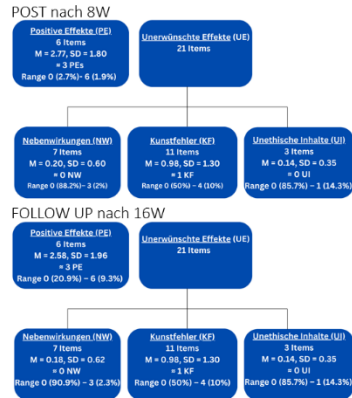 POST nach 8W
Positive Effekte (PE)
6 Items
M = 2.77, SD = 1.80
= 3 PEs
Range 0 (2.7%)- 6 (1.9%)
Unerwünschte Effekte (UE)
21 Items
Nebenwirkungen (NW)
7 Items
M = 0.20, SD = 0.60
= 0 NW
Range 0 (88.2%) – 3 (2%)
Kunstfehler (KF)
11 Items
M = 0.98, SD = 1.30
= 1 KF
Range 0 (50%) – 4 (10%)
Unethische Inhalte (UI)
3 Items
M = 0.14, SD = 0.35
= 0 UI
Range 0 (85.7%) – 1 (14.3%)
FOLLOW UP nach 16W
Positive Effekte (PE)
6 Items
M = 2.58, SD = 1.96
= 3 PE
Range 0 (20.9%) – 6 (9.3%)
Unerwünschte Effekte (UE)
21 Items
Nebenwirkungen (NW)
7 Items
M = 0.18, SD = 0.62
= 0 NW
Range 0 (90.9%) – 3 (2.3%)
Kunstfehler (KF)
11 Items
M = 0.98, SD = 1.30
= 1 KF
Range 0 (50%) – 4 (10%)
Unethische Inhalte (UI)
3 Items
M = 0.14, SD = 0.35
= 0 UI
Range 0 (85.7%) – 1 (14.3%)